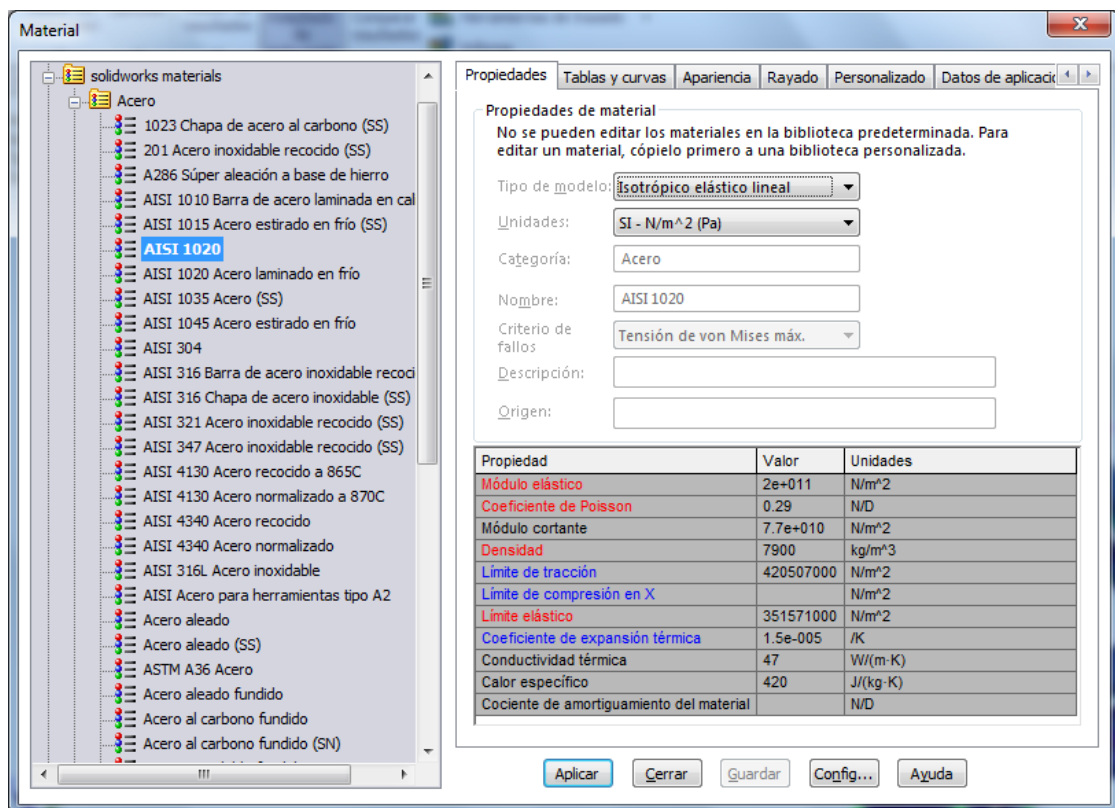 Material
solidworks materials
Acero
1023 Chapa de acero al carbono (SS)
201 Acero inoxidable recocido (SS)
A286 Súper aleación a base de hierro
AISI 1010 Barra de acero laminada en cal
AISI 1015 Acero estirado en frío (SS)
AISI 1020
AISI 1020 Acero laminado en frío
AISI 1035 Acero (SS)
AISI 1045 Acero estirado en frío
AISI 304
AISI 316 Barra de acero inoxidable recoci
AISI 316 Chapa de acero inoxidable (SS)
AISI 321 Acero inoxidable recocido (SS)
AISI 347 Acero inoxidable recocido (SS)
AISI 4130 Acero recocido a 865C
AISI 4130 Acero normalizado a 870C
AISI 4340 Acero recocido
AISI 4340 Acero normalizado
AISI 316L Acero inoxidable
AISI Acero para herramientas tipo A2
Acero aleado
Acero aleado (SS)
ASTM A36 Acero
Acero aleado fundido
Acero al carbono fundido
Acero al carbono fundido (SN)
Propiedades Tablas y curvas Apariencia Rayado Personalizado Datos de aplicació
Propiedades de material
No se pueden editar los materiales en la biblioteca predeterminada. Para
editar un material, cópielo primero a una biblioteca personalizada.
Tipo de modelo: Isotrópico elástico lineal
Unidades: SI - N/m^2 (Pa)
Categoría: Acero
Nombre: AISI 1020
Criterio de
fallos Tensión de von Mises máx.
Descripción:
Origen:
Propiedad Valor Unidades
Módulo elástico 2e+011 N/m^2
Coeficiente de Poisson 0.29 N/D
Módulo cortante 7.7e+010 N/m^2
Densidad 7900 kg/m^3
Límite de tracción 420507000 N/m^2
Límite de compresión en X N/m^2
Límite elástico 351571000 N/m^2
Coeficiente de expansión térmica 1.5e-005 /K
Conductividad térmica 47 W/(m·K)
Calor específico 420 J/(kg·K)
Cociente de amortiguamiento del material N/D
Aplicar Cerrar Guardar Config... Ayuda